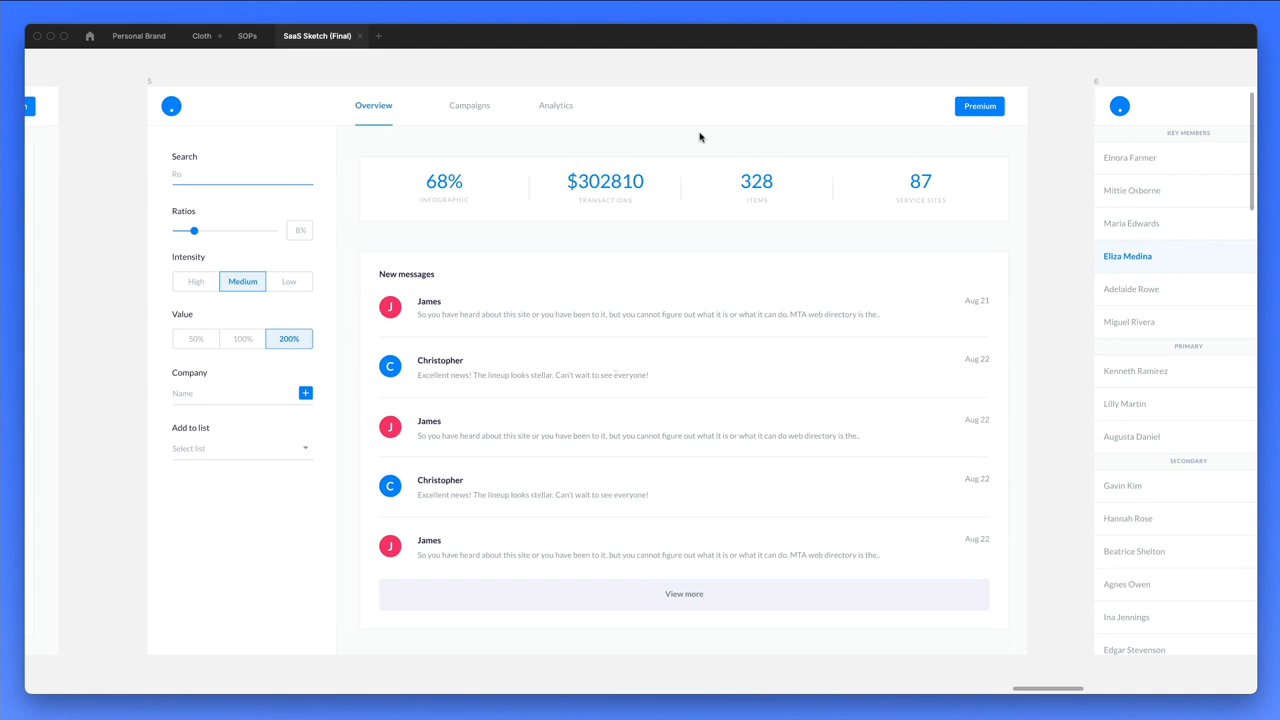 Personal Brand
Cloth
SOPs
SaaS Sketch (Final)
5
6
Overview
Campaigns
Analytics
Premium
Search
Ro
Ratios
8%
Intensity
High
Medium
Low
Value
50%
100%
200%
Company
Name
Add to list
Select list
68%
INFOGRAPHIC
$302810
TRANSACTIONS
328
ITEMS
87
SERVICE SITES
New messages
J
James
Aug 21
So you have heard about this site or you have been to it, but you cannot figure out what it is or what it can do. MTA web directory is the..
C
Christopher
Aug 22
Excellent news! The lineup looks stellar. Can't wait to see everyone!
J
James
Aug 22
So you have heard about this site or you have been to it, but you cannot figure out what it is or what it can do web directory is the..
C
Christopher
Aug 22
Excellent news! The lineup looks stellar. Can't wait to see everyone!
J
James
Aug 22
So you have heard about this site or you have been to it, but you cannot figure out what it is or what it can do. MTA web directory is the..
View more
KEY MEMBERS
Elnora Farmer
Mittie Osborne
Maria Edwards
Eliza Medina
Adelaide Rowe
Miguel Rivera
PRIMARY
Kenneth Ramirez
Lilly Martin
Augusta Daniel
SECONDARY
Gavin Kim
Hannah Rose
Beatrice Shelton
Agnes Owen
Ina Jennings
Edgar Stevenson